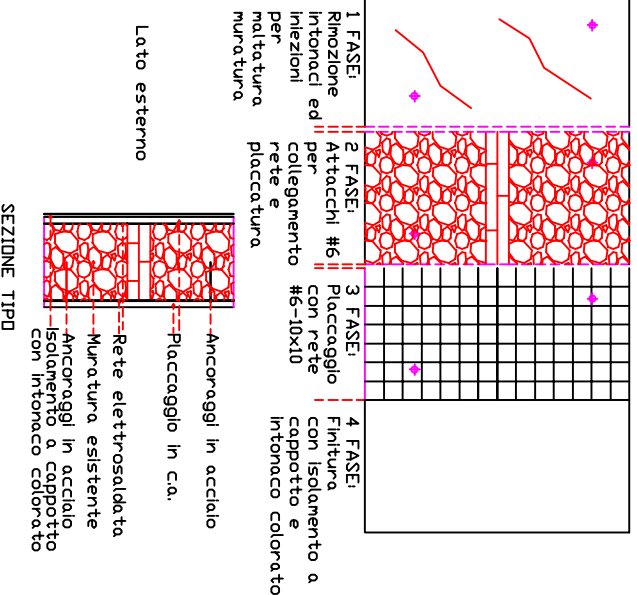 1 FASE:
Rimozione
intonaci ed
iniezioni
per
maltatura
muratura
2 FASE:
Attacchi #6
per
collegamento
rete e
placcatura
3 FASE:
Placcaggio
con rete
#6-10x10
4 FASE:
Finitura
con isolamento a
cappotto e
intonaco colorato
Lato esterno
Ancoraggi in acciaio
Placcaggio in c.a.
Rete elettrosaldata
Muratura esistente
Ancoraggi in acciaio
Isolamento a cappotto
con intonaco colorato
SEZIONE TIPO